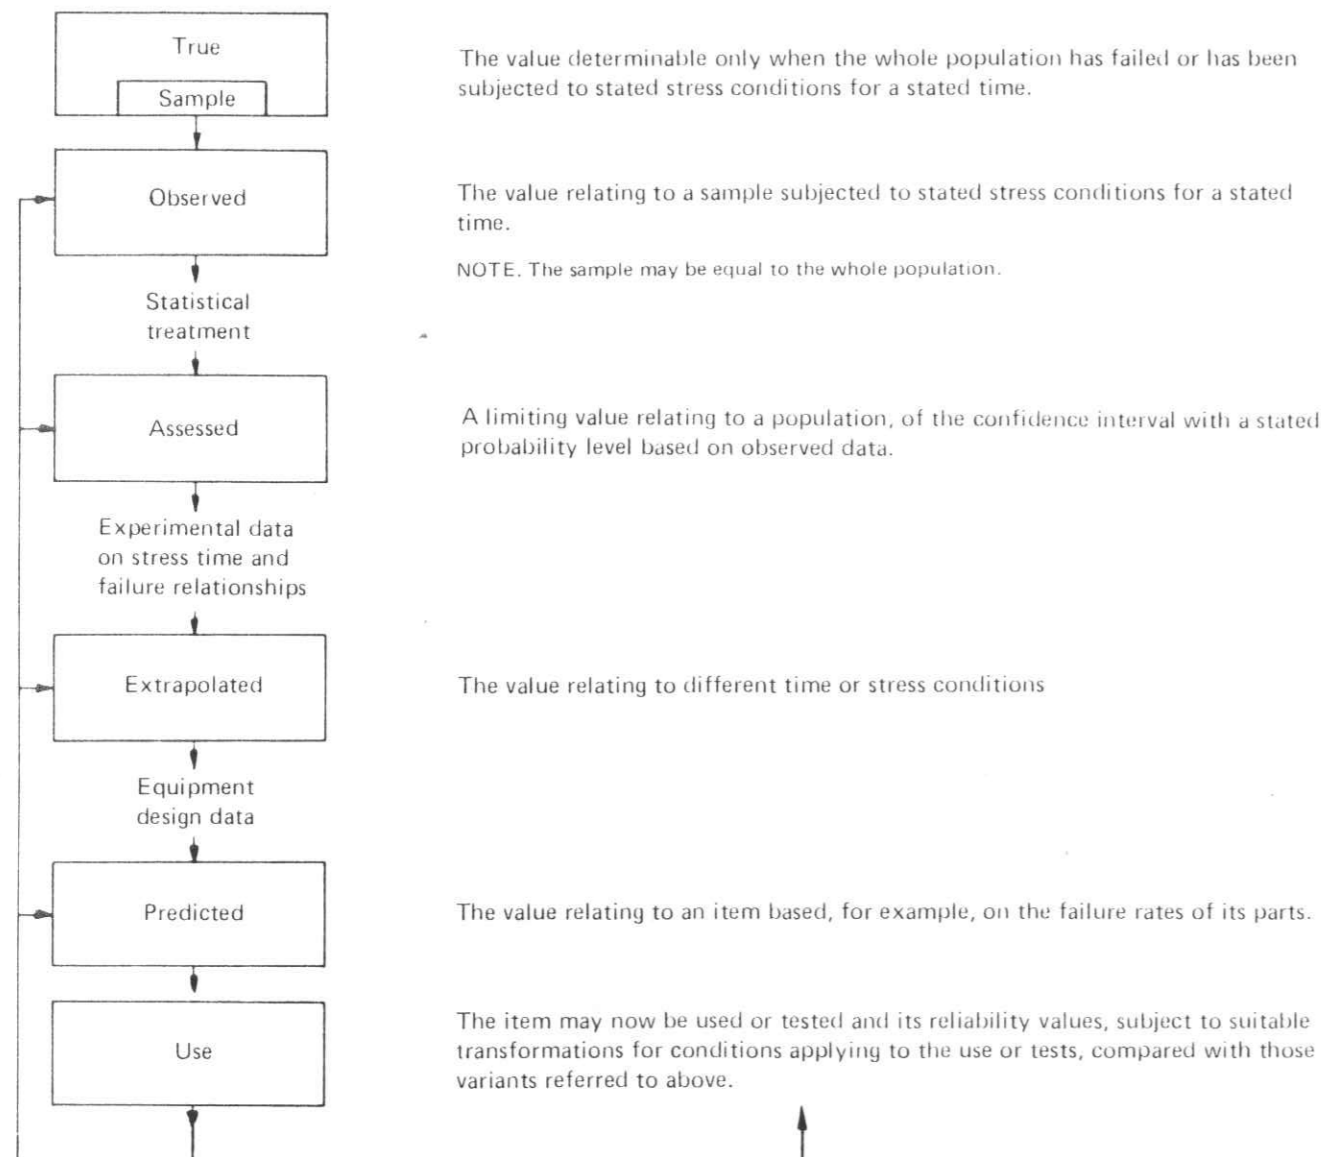 True
Sample
The value determinable only when the whole population has failed or has been
subjected to stated stress conditions for a stated time.
Observed
The value relating to a sample subjected to stated stress conditions for a stated
time.
NOTE. The sample may be equal to the whole population.
Statistical
treatment
Assessed
A limiting value relating to a population, of the confidence interval with a stated
probability level based on observed data.
Experimental data
on stress time and
failure relationships
Extrapolated
The value relating to different time or stress conditions
Equipment
design data
Predicted
The value relating to an item based, for example, on the failure rates of its parts.
Use
The item may now be used or tested and its reliability values, subject to suitable
transformations for conditions applying to the use or tests, compared with those
variants referred to above.